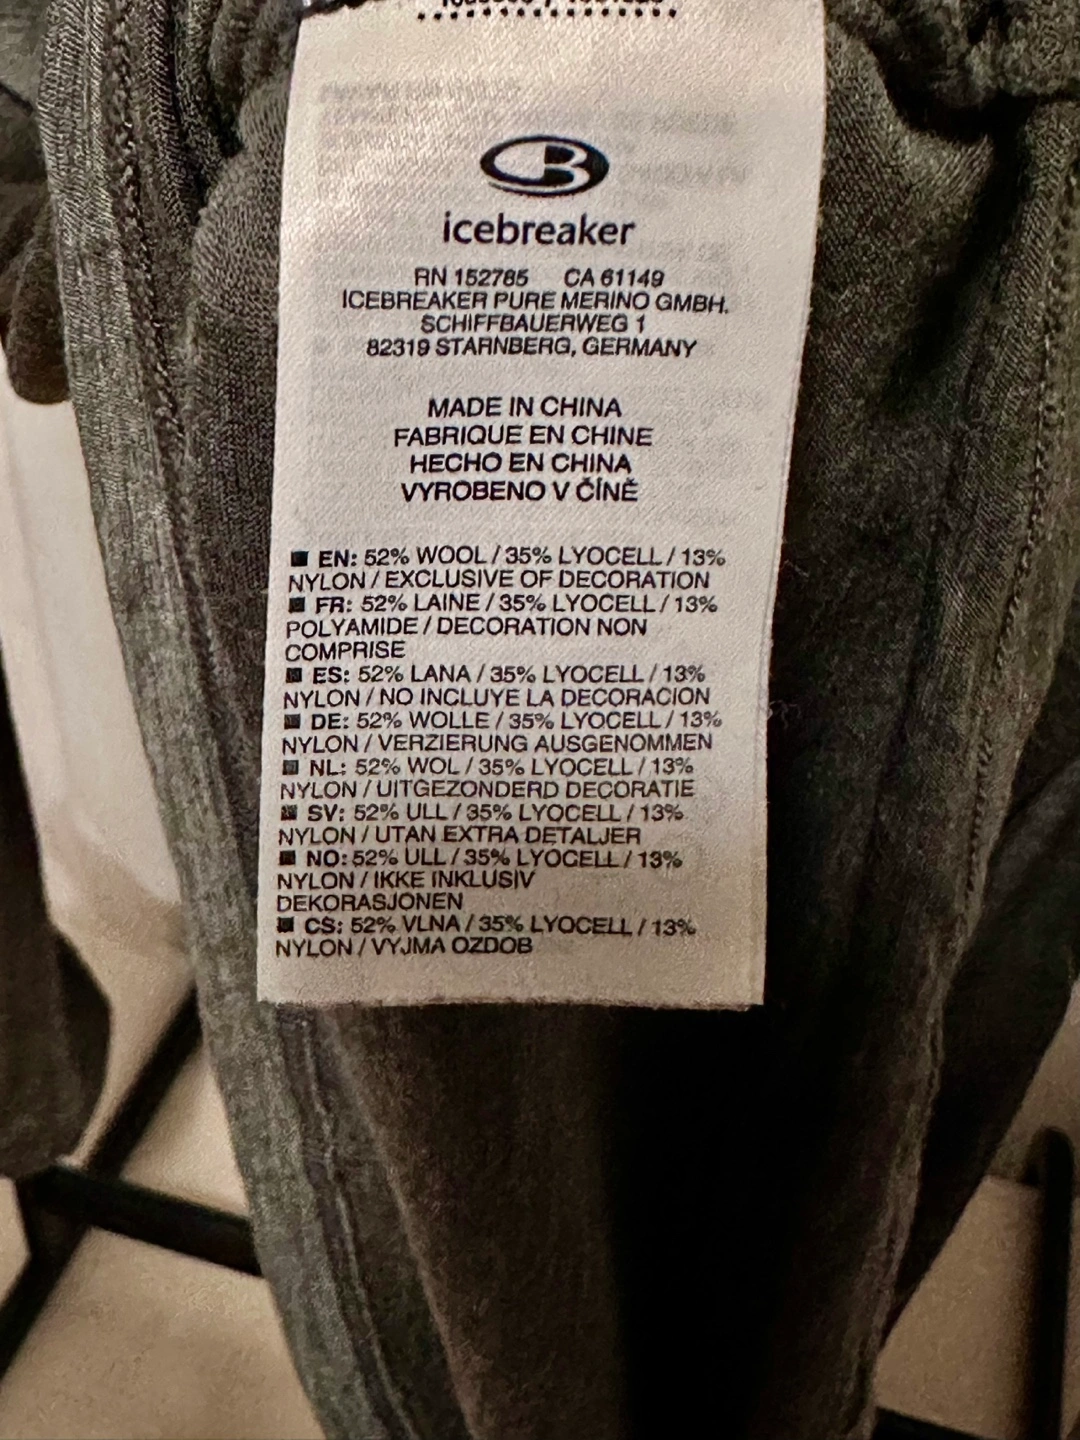 icebreaker
RN 152785 CA 61149
ICEBREAKER PURE MERINO GMBH.
SCHIFFBAUERWEG 1
82319 STARNBERG, GERMANY
MADE IN CHINA
FABRIQUE EN CHINE
HECHO EN CHINA
VYROBENO V ČÍNĚ
■ EN: 52% WOOL / 35% LYOCELL / 13%
NYLON / EXCLUSIVE OF DECORATION
■ FR: 52% LAINE / 35% LYOCELL / 13%
POLYAMIDE / DECORATION NON
COMPRISE
■ ES: 52% LANA / 35% LYOCELL / 13%
NYLON / NO INCLUYE LA DECORACION
■ DE: 52% WOLLE / 35% LYOCELL / 13%
NYLON / VERZIERUNG AUSGENOMMEN
■ NL: 52% WOL / 35% LYOCELL / 13%
NYLON / UITGEZONDERD DECORATIE
■ SV: 52% ULL / 35% LYOCELL / 13%
NYLON / UTAN EXTRA DETALJER
■ NO: 52% ULL / 35% LYOCELL / 13%
NYLON / IKKE INKLUSIV
DEKORASJONEN
■ CS: 52% VLNA / 35% LYOCELL / 13%
NYLON / VYJMA OZDOB